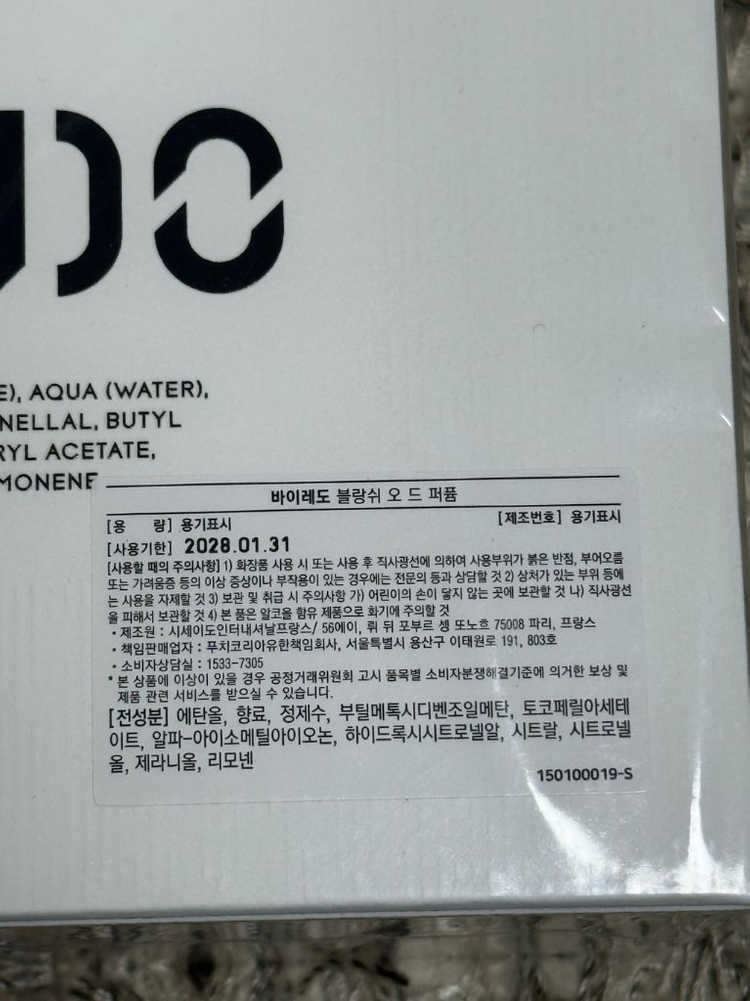 DO
E), AQUA (WATER),
NELLAL, BUTYL
RYL ACETATE,
MONENE
바이레도 블랑쉬 오 드 퍼퓸
[용 량] 용기표시 [제조번호] 용기표시
[사용기한] 2028.01.31
[사용할 때의 주의사항] 1) 화장품 사용 시 또는 사용 후 직사광선에 의하여 사용부위가 붉은 반점, 부어오름
또는 가려움증 등의 이상 증상이나 부작용이 있는 경우에는 전문의 등과 상담할 것 2) 상처가 있는 부위 등에
는 사용을 자제할 것 3) 보관 및 취급 시 주의사항 가) 어린이의 손이 닿지 않는 곳에 보관할 것 나) 직사광선
을 피해서 보관할 것 4) 본 품은 알코올 함유 제품으로 화기에 주의할 것
• 제조원 : 시세이도인터내셔날프랑스/ 56에이, 뤼 뒤 포부르 생 또노흐 75008 파리, 프랑스
• 책임판매업자 : 푸치코리아유한책임회사, 서울특별시 용산구 이태원로 191, 803호
• 소비자상담실 : 1533-7305
* 본 상품에 이상이 있을 경우 공정거래위원회 고시 품목별 소비자분쟁해결기준에 의거한 보상 및
제품 관련 서비스를 받으실 수 있습니다.
[전성분] 에탄올, 향료, 정제수, 부틸메톡시디벤조일메탄, 토코페릴아세테
이트, 알파-아이소메틸아이오논, 하이드록시시트로넬알, 시트랄, 시트로넬
올, 제라니올, 리모넨
150100019-S